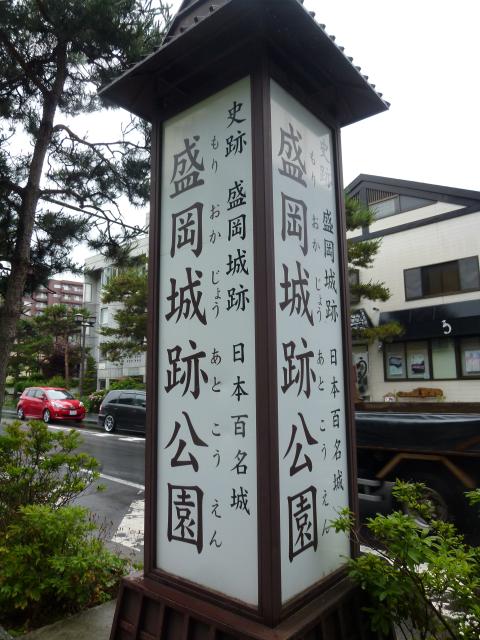 史跡 盛岡城跡 日本百名城
盛岡城跡公園
もりおかじょうあとこうえん
史跡 盛岡城跡 日本百名城
盛岡城跡公園
もりおかじょうあとこうえん
る